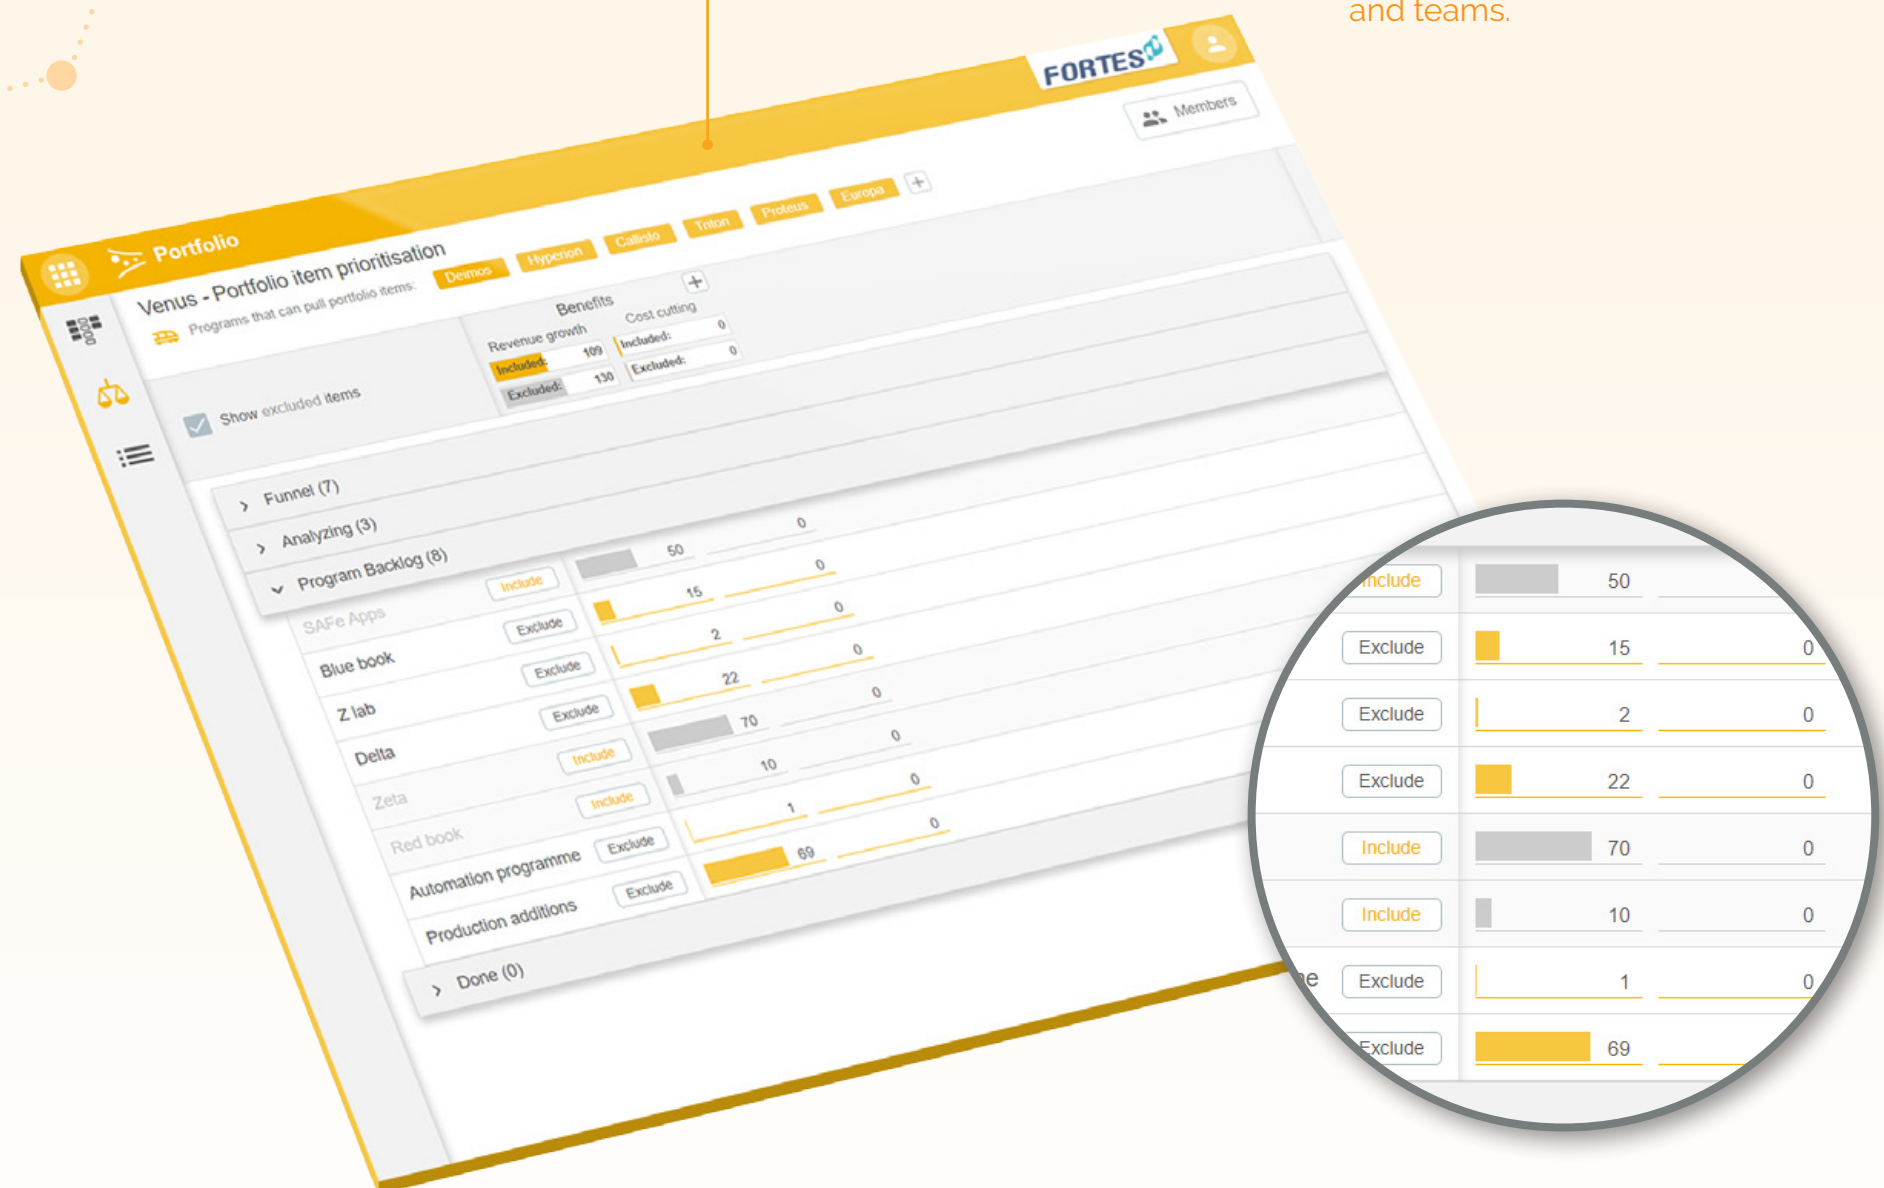 and teams.
FORTES
Members
Portfolio
Venus - Portfolio item prioritisation
Programs that can pull portfolio items: Deimos Hyperion Callisto Triton Proteus Europa +
Benefits +
Revenue growth Cost cutting
Included: 109 Included: 0
Excluded: 130 Excluded: 0
Show excluded items
Funnel (7)
Analyzing (3)
Program Backlog (8)
SAFe Apps Include 50 0
Blue book Exclude 15 0
Z lab Exclude 2 0
Delta Exclude 22 0
Zeta Include 70 0
Red book Include 10 0
Automation programme Exclude 1 0
Production additions Exclude 69 0
Done (0)
nclude 50
Exclude 15 0
Exclude 2 0
Exclude 22 0
Include 70 0
Include 10 0
ne Exclude 1 0
Exclude 69